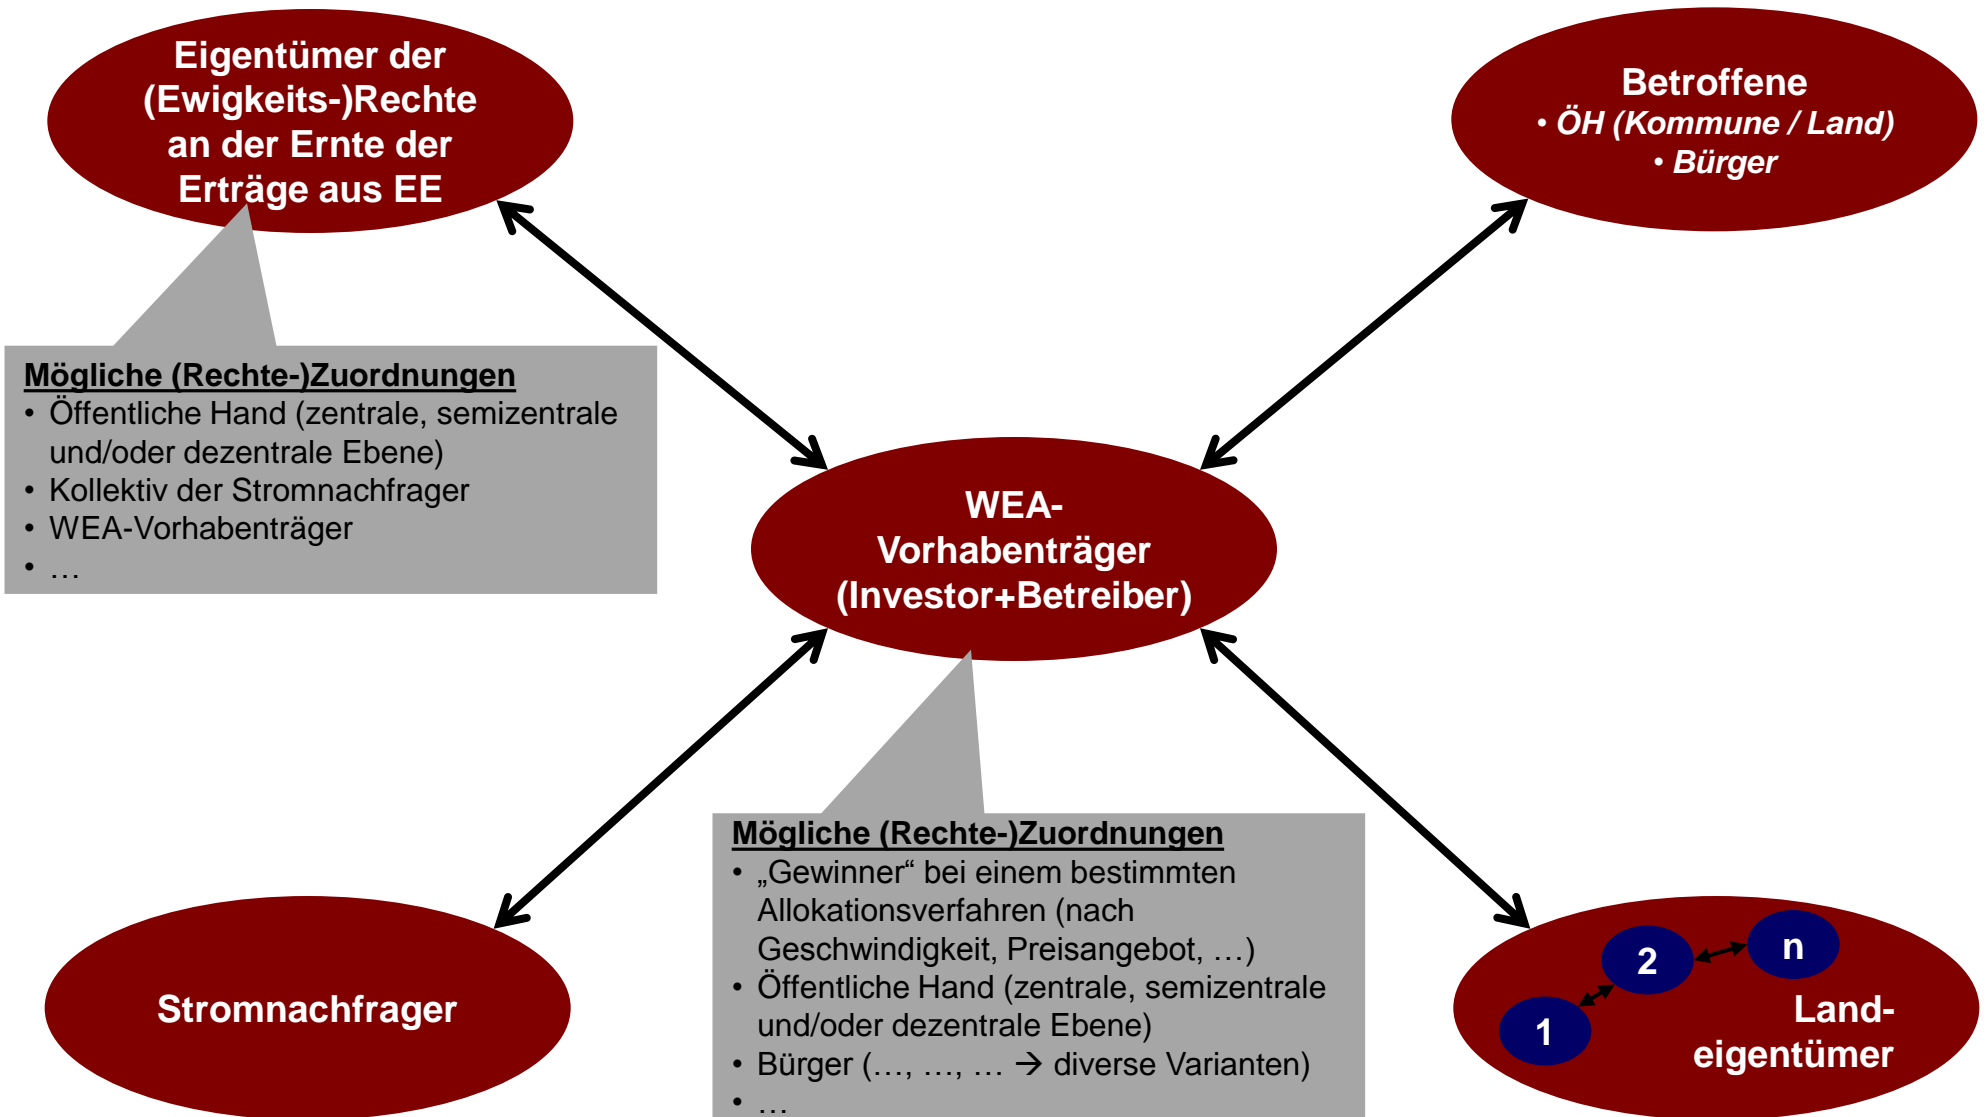 Eigentümer der
(Ewigkeits-)Rechte
an der Ernte der
Erträge aus EE
Betroffene
• ÖH (Kommune / Land)
• Bürger
Mögliche (Rechte-)Zuordnungen
• Öffentliche Hand (zentrale, semizentrale
und/oder dezentrale Ebene)
• Kollektiv der Stromnachfrager
• WEA-Vorhabenträger
• …
WEA-
Vorhabenträger
(Investor+Betreiber)
Mögliche (Rechte-)Zuordnungen
• „Gewinner“ bei einem bestimmten
Allokationsverfahren (nach
Geschwindigkeit, Preisangebot, …)
• Öffentliche Hand (zentrale, semizentrale
und/oder dezentrale Ebene)
• Bürger (…, …, … → diverse Varianten)
• …
Stromnachfrager
1
2
n
Land-
eigentümer